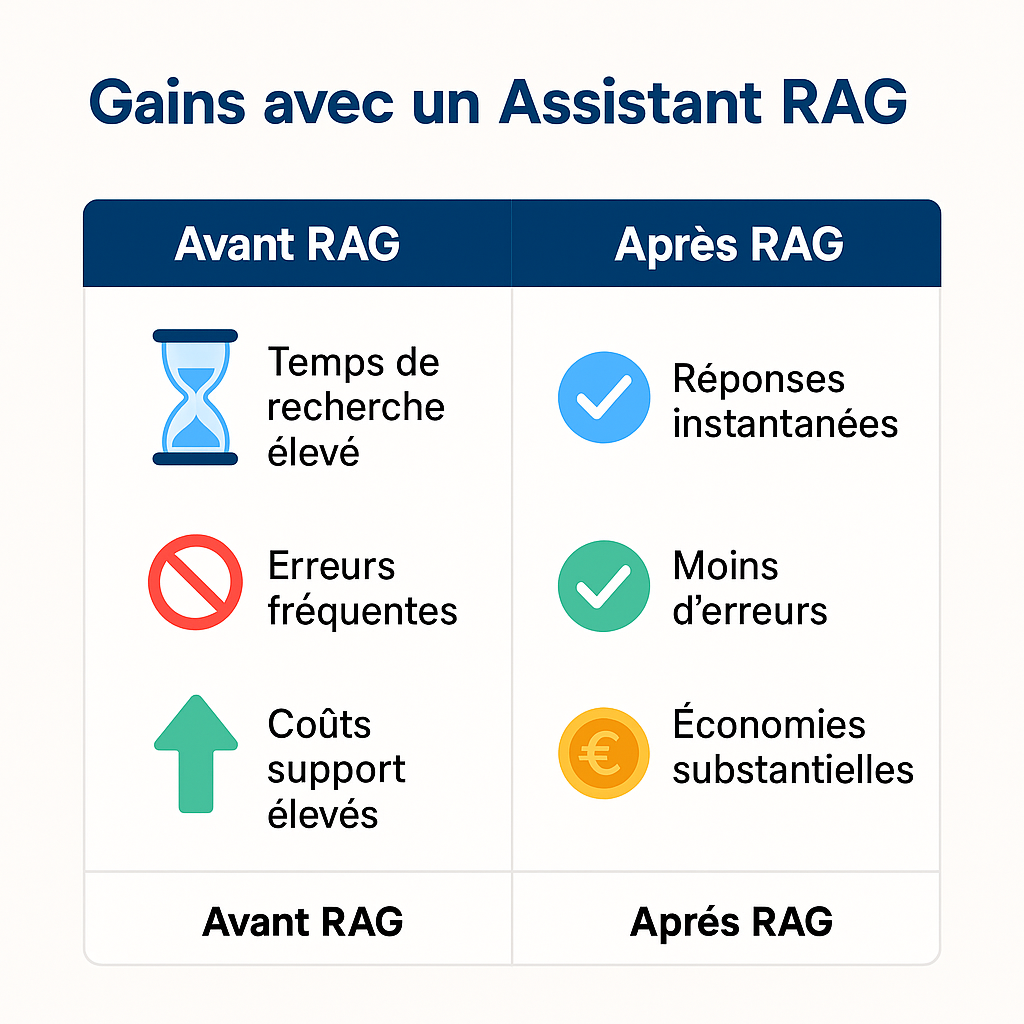 Gains avec un Assistant RAG
Avant RAG
Après RAG
Temps de
recherche
élevé
Réponses
instantanées
Erreurs
fréquentes
Moins
d’erreurs
Coûts
support
élevés
€
Économies
substantielles
Avant RAG
Aprés RAG